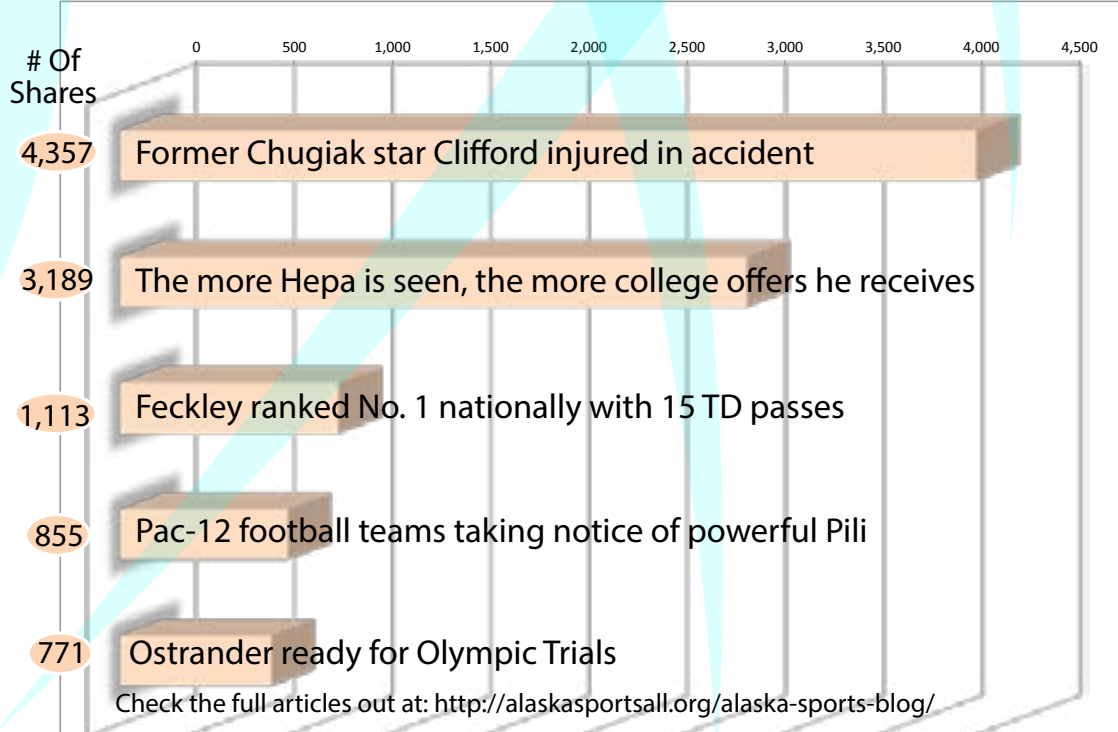 # Of
Shares
0 500 1,000 1,500 2,000 2,500 3,000 3,500 4,000 4,500
4,357 Former Chugiak star Clifford injured in accident
3,189 The more Hepa is seen, the more college offers he receives
1,113 Feckley ranked No. 1 nationally with 15 TD passes
855 Pac-12 football teams taking notice of powerful Pili
771 Ostrander ready for Olympic Trials
Check the full articles out at: http://alaskasportsall.org/alaska-sports-blog/